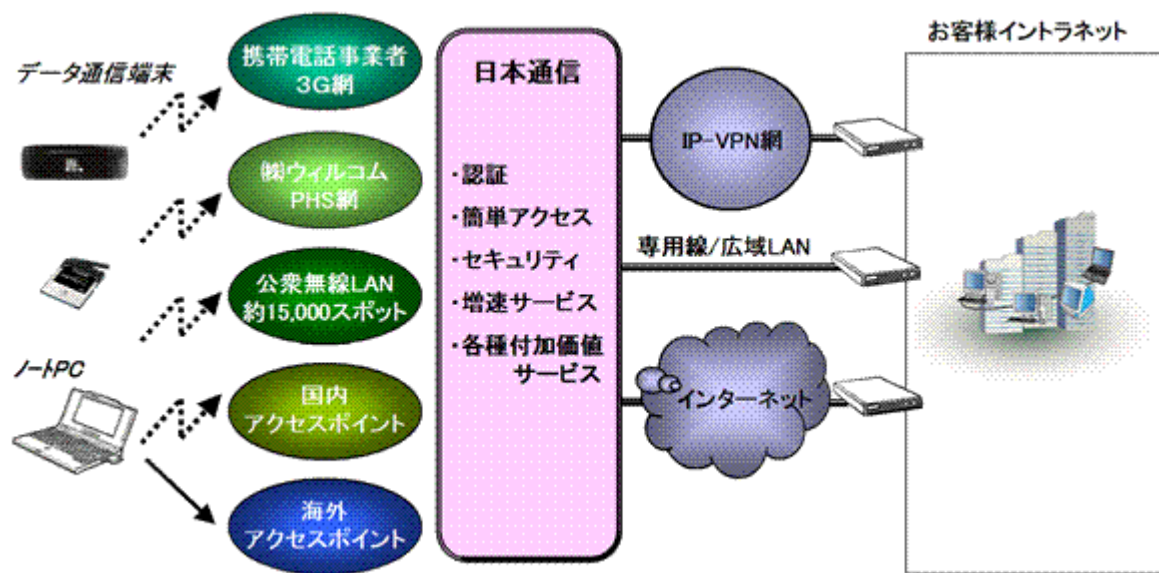 データ通信端末
ノートPC
携帯電話事業者
3G網
㈱ウィルコム
PHS網
公衆無線LAN
約15,000スポット
国内
アクセスポイント
海外
アクセスポイント
日本通信
・認証
・簡単アクセス
・セキュリティ
・増速サービス
・各種付加価値
サービス
IP-VPN網
専用線/広域LAN
インターネット
お客様イントラネット